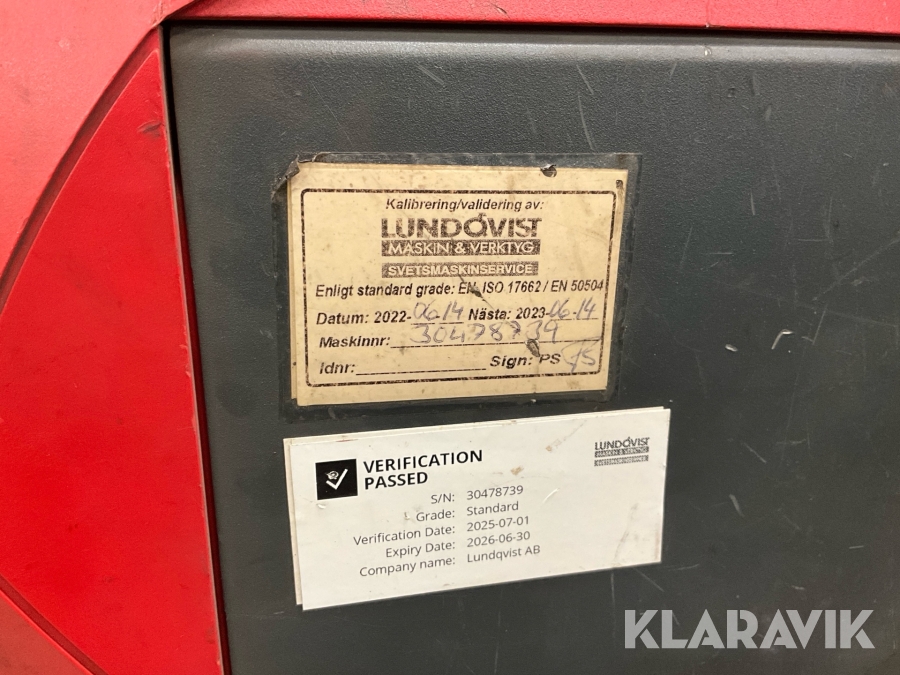 Kalibrering/validering av:
LUNDQVIST
MASKIN & VERKTYG
SVETSMASKINSERVICE
Enligt standard grade: EN ISO 17662 / EN 50504
Datum: 2022-06-14 Nästa: 2023-06-14
Maskinnr: 30478739
Idnr: Sign: PS
VERIFICATION
PASSED
LUNDQVIST
MASKIN & VERKTYG
SVETSMASKINSERVICE
S/N: 30478739
Grade: Standard
Verification Date: 2025-07-01
Expiry Date: 2026-06-30
Company name: Lundqvist AB
KLARAVIK